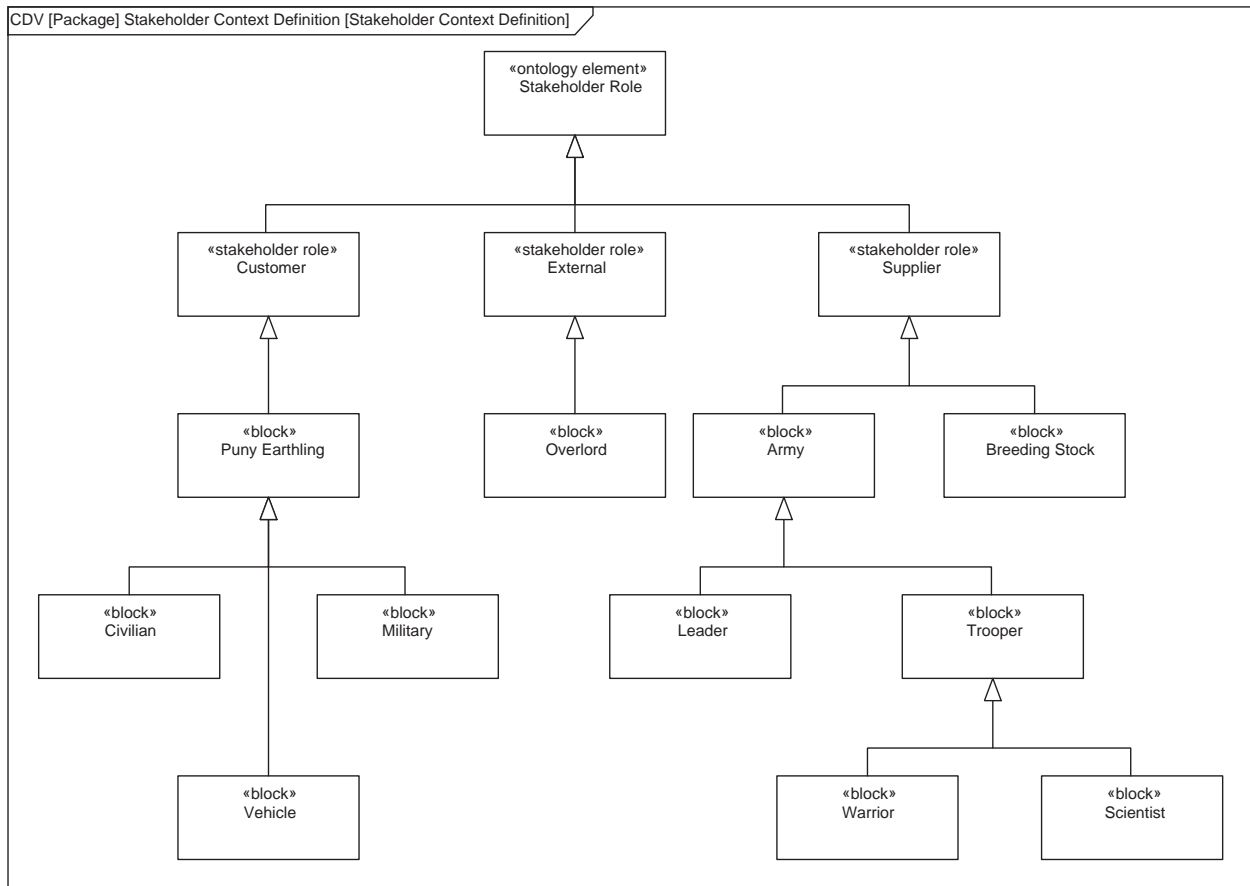 CDV [Package] Stakeholder Context Definition [Stakeholder Context Definition]
«ontology element»
Stakeholder Role
«stakeholder role»
Customer
«stakeholder role»
External
«stakeholder role»
Supplier
«block»
Puny Earthling
«block»
Overlord
«block»
Army
«block»
Breeding Stock
«block»
Civilian
«block»
Military
«block»
Leader
«block»
Trooper
«block»
Vehicle
«block»
Warrior
«block»
Scientist